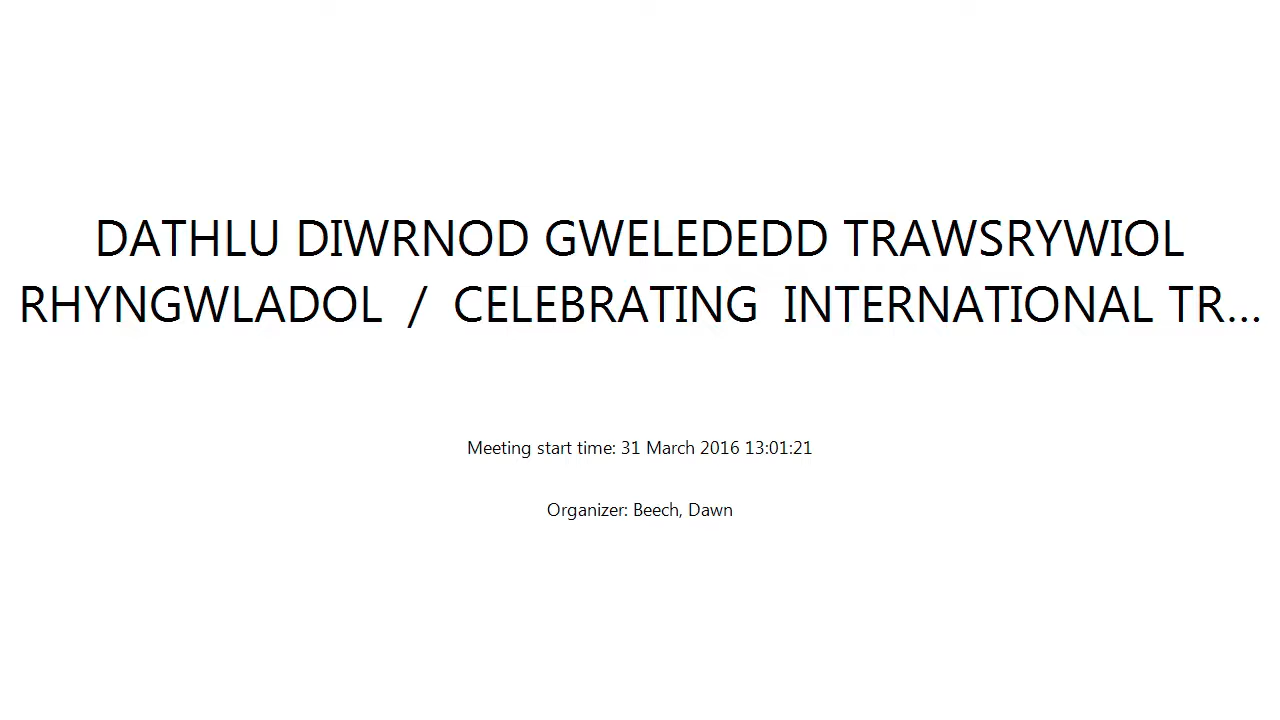 DATHLU DIWRNOD GWELEDEDD TRAWSRYWIOL
RHYNGWLADOL / CELEBRATING INTERNATIONAL TR...
Meeting start time: 31 March 2016 13:01:21
Organizer: Beech, Dawn